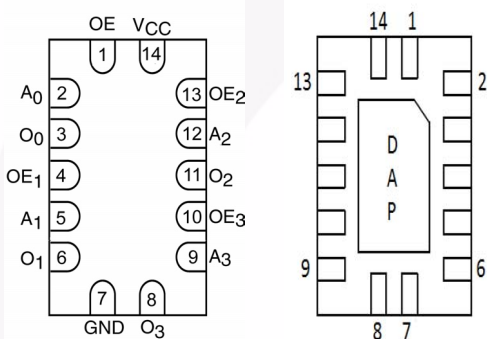 OE VCC
1 14
A0 2 13 OE2
O0 3 12 A2
OE1 4 11 O2
A1 5 10 OE3
O1 6 9 A3
7 8
GND O3
14 1
13 2
D
A
P
9 6
8 7